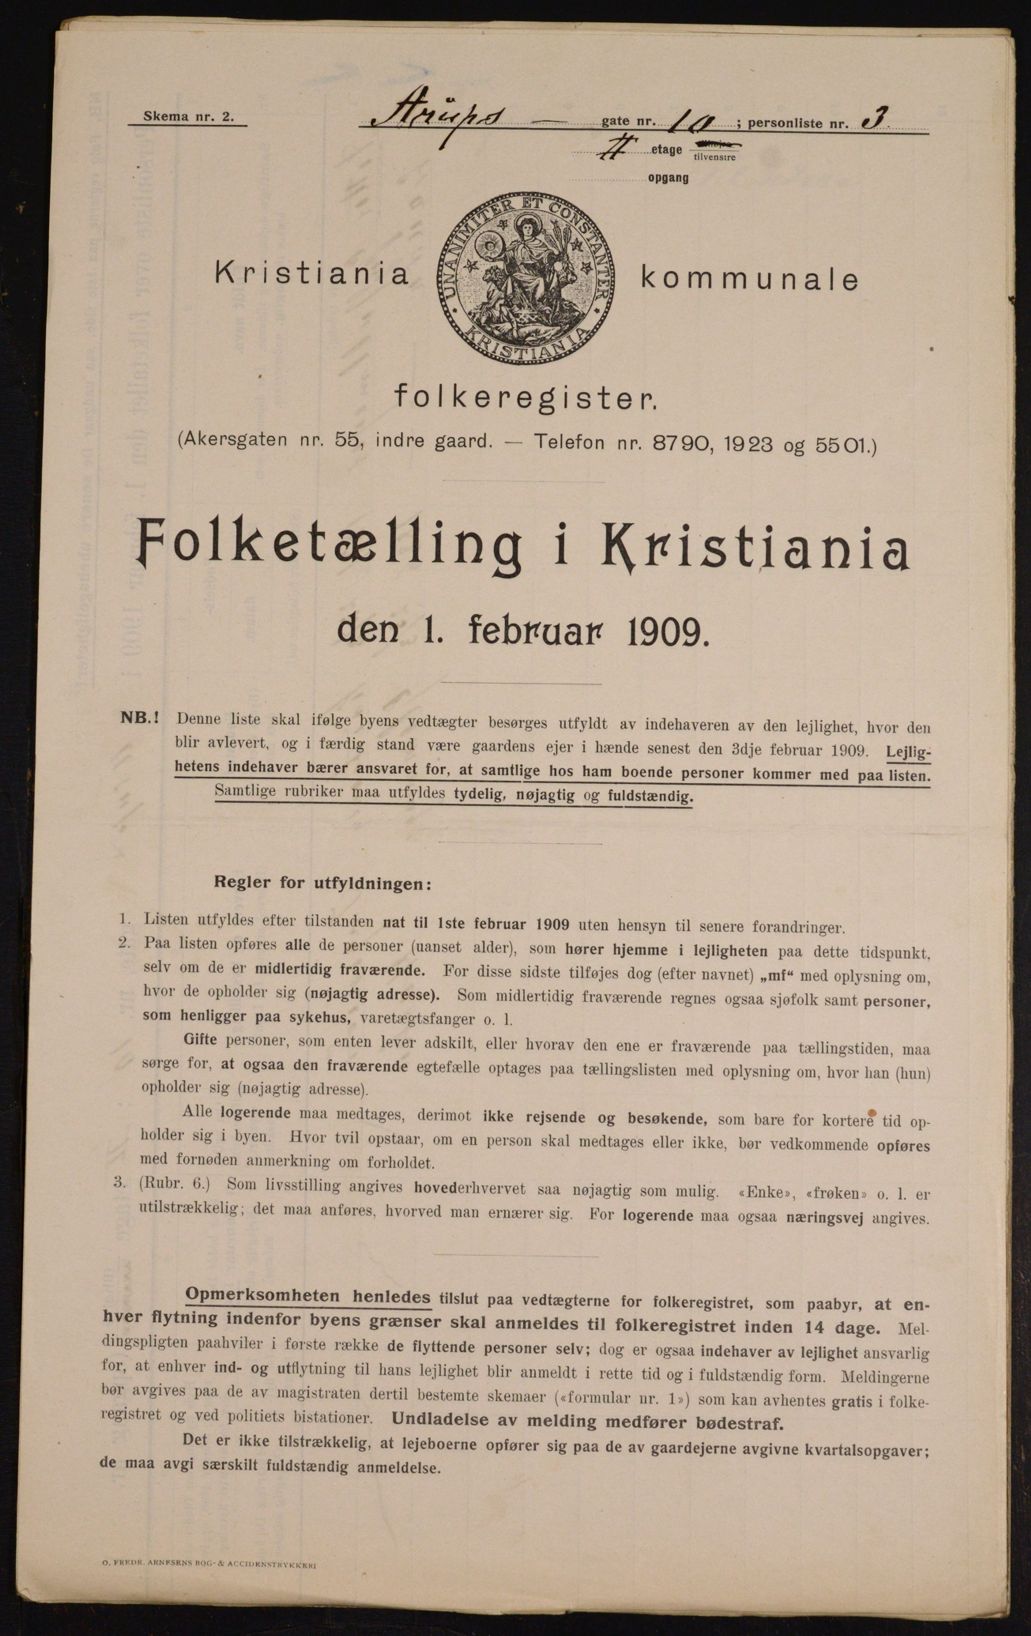 Skema nr. 2.
Arups — gate nr. 10 ; personliste nr. 3
II etage tilvenstre
opgang
UNANIMITER ET CONSTANTER
KRISTIANIA
Kristiania kommunale
folkeregister.
(Akersgaten nr. 55, indre gaard. — Telefon nr. 8790, 1923 og 5501.)
Folketælling i Kristiania
den 1. februar 1909.
NB.! Denne liste skal ifølge byens vedtægter besørges utfyldt av indehaveren av den lejlighet, hvor den
blir avlevert, og i færdig stand være gaardens ejer i hænde senest den 3dje februar 1909. Lejlig-
hetens indehaver bærer ansvaret for, at samtlige hos ham boende personer kommer med paa listen.
Samtlige rubriker maa utfyldes tydelig, nøjagtig og fuldstændig.
Regler for utfyldningen:
1. Listen utfyldes efter tilstanden nat til 1ste februar 1909 uten hensyn til senere forandringer.
2. Paa listen opføres alle de personer (uanset alder), som hører hjemme i lejligheten paa dette tidspunkt,
selv om de er midlertidig fraværende. For disse sidste tilføjes dog (efter navnet) „mf“ med oplysning om,
hvor de opholder sig (nøjagtig adresse). Som midlertidig fraværende regnes ogsaa sjøfolk samt personer,
som henligger paa sykehus, varetægtsfanger o. l.
Gifte personer, som enten lever adskilt, eller hvorav den ene er fraværende paa tællingstiden, maa
sørge for, at ogsaa den fraværende egtefælle optages paa tællingslisten med oplysning om, hvor han (hun)
opholder sig (nøjagtig adresse).
Alle logerende maa medtages, derimot ikke rejsende og besøkende, som bare for kortere tid op-
holder sig i byen. Hvor tvil opstaar, om en person skal medtages eller ikke, bør vedkommende opføres
med fornøden anmerkning om forholdet.
3. (Rubr. 6.) Som livsstilling angives hovederhvervet saa nøjagtig som mulig. «Enke», «frøken» o. l. er
utilstrækkelig; det maa anføres, hvorved man ernærer sig. For logerende maa ogsaa næringsvej angives.
Opmerksomheten henledes tilslut paa vedtægterne for folkeregistret, som paabyr, at en-
hver flytning indenfor byens grænser skal anmeldes til folkeregistret inden 14 dage. Mel-
dingspligten paahviler i første række de flyttende personer selv; dog er ogsaa indehaver av lejlighet ansvarlig
for, at enhver ind- og utflytning til hans lejlighet blir anmeldt i rette tid og i fuldstændig form. Meldingerne
bør avgives paa de av magistraten dertil bestemte skemaer («formular nr. 1») som kan avhentes gratis i folke-
registret og ved politiets bistationer. Undladelse av melding medfører bødestraf.
Det er ikke tilstrækkelig, at lejeboerne opfører sig paa de av gaardejerne avgivne kvartalsopgaver;
de maa avgi særskilt fuldstændig anmeldelse.
O. FREDR. ARNESENS BOG- & ACCIDENSTRYKKERI